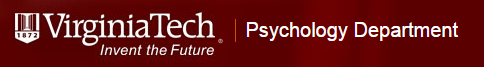 VirginiaTech® Psychology Department
1872 Invent the Future